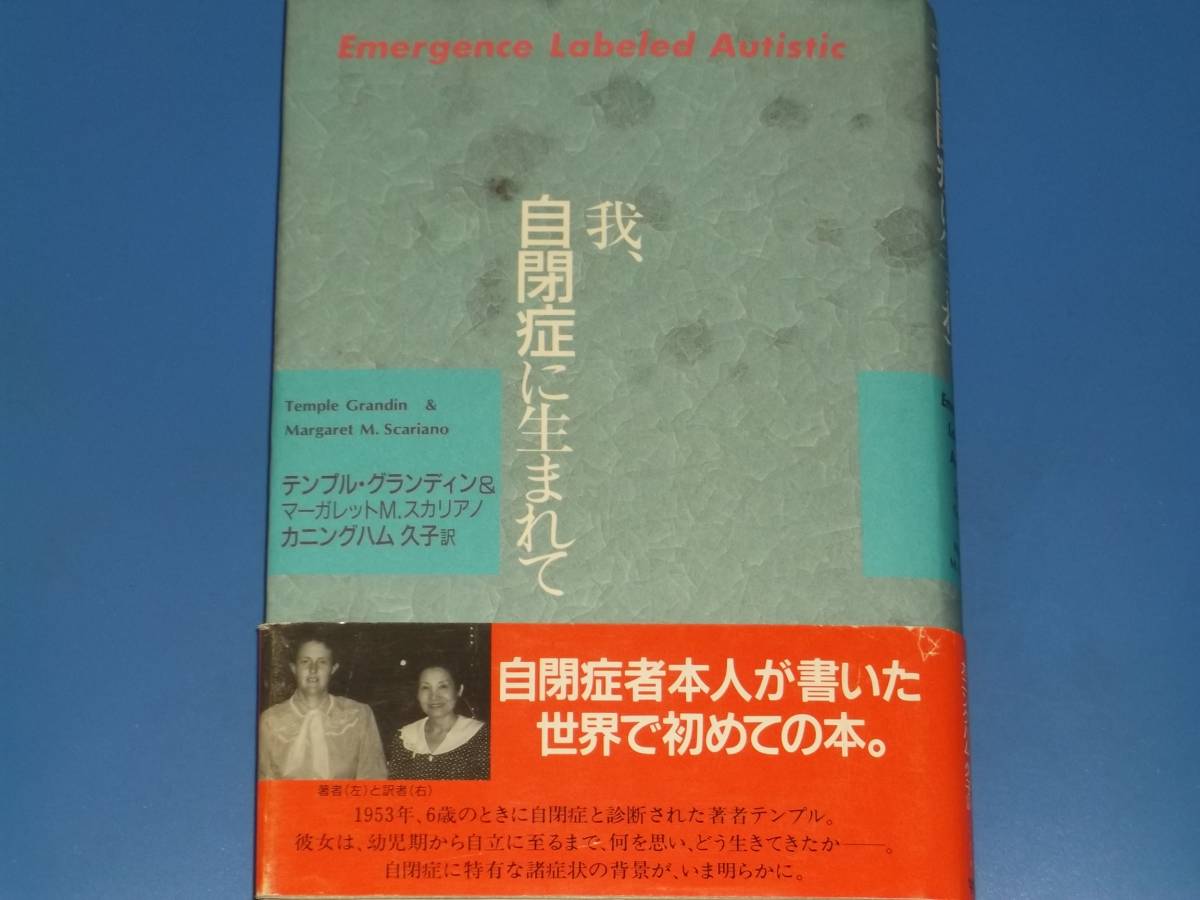 Emergence Labeled Autistic
我、
自閉症に生まれて
Temple Grandin &
Margaret M. Scariano
テンプル・グランディン&
マーガレットM.スカリアノ
カニングハム 久子訳
自閉症者本人が書いた
世界で初めての本。
著者(左)と訳者(右)
1953年、6歳のときに自閉症と診断された著者テンプル。
彼女は、幼児期から自立に至るまで、何を思い、どう生きてきたか——。
自閉症に特有な諸症状の背景が、いま明らかに。